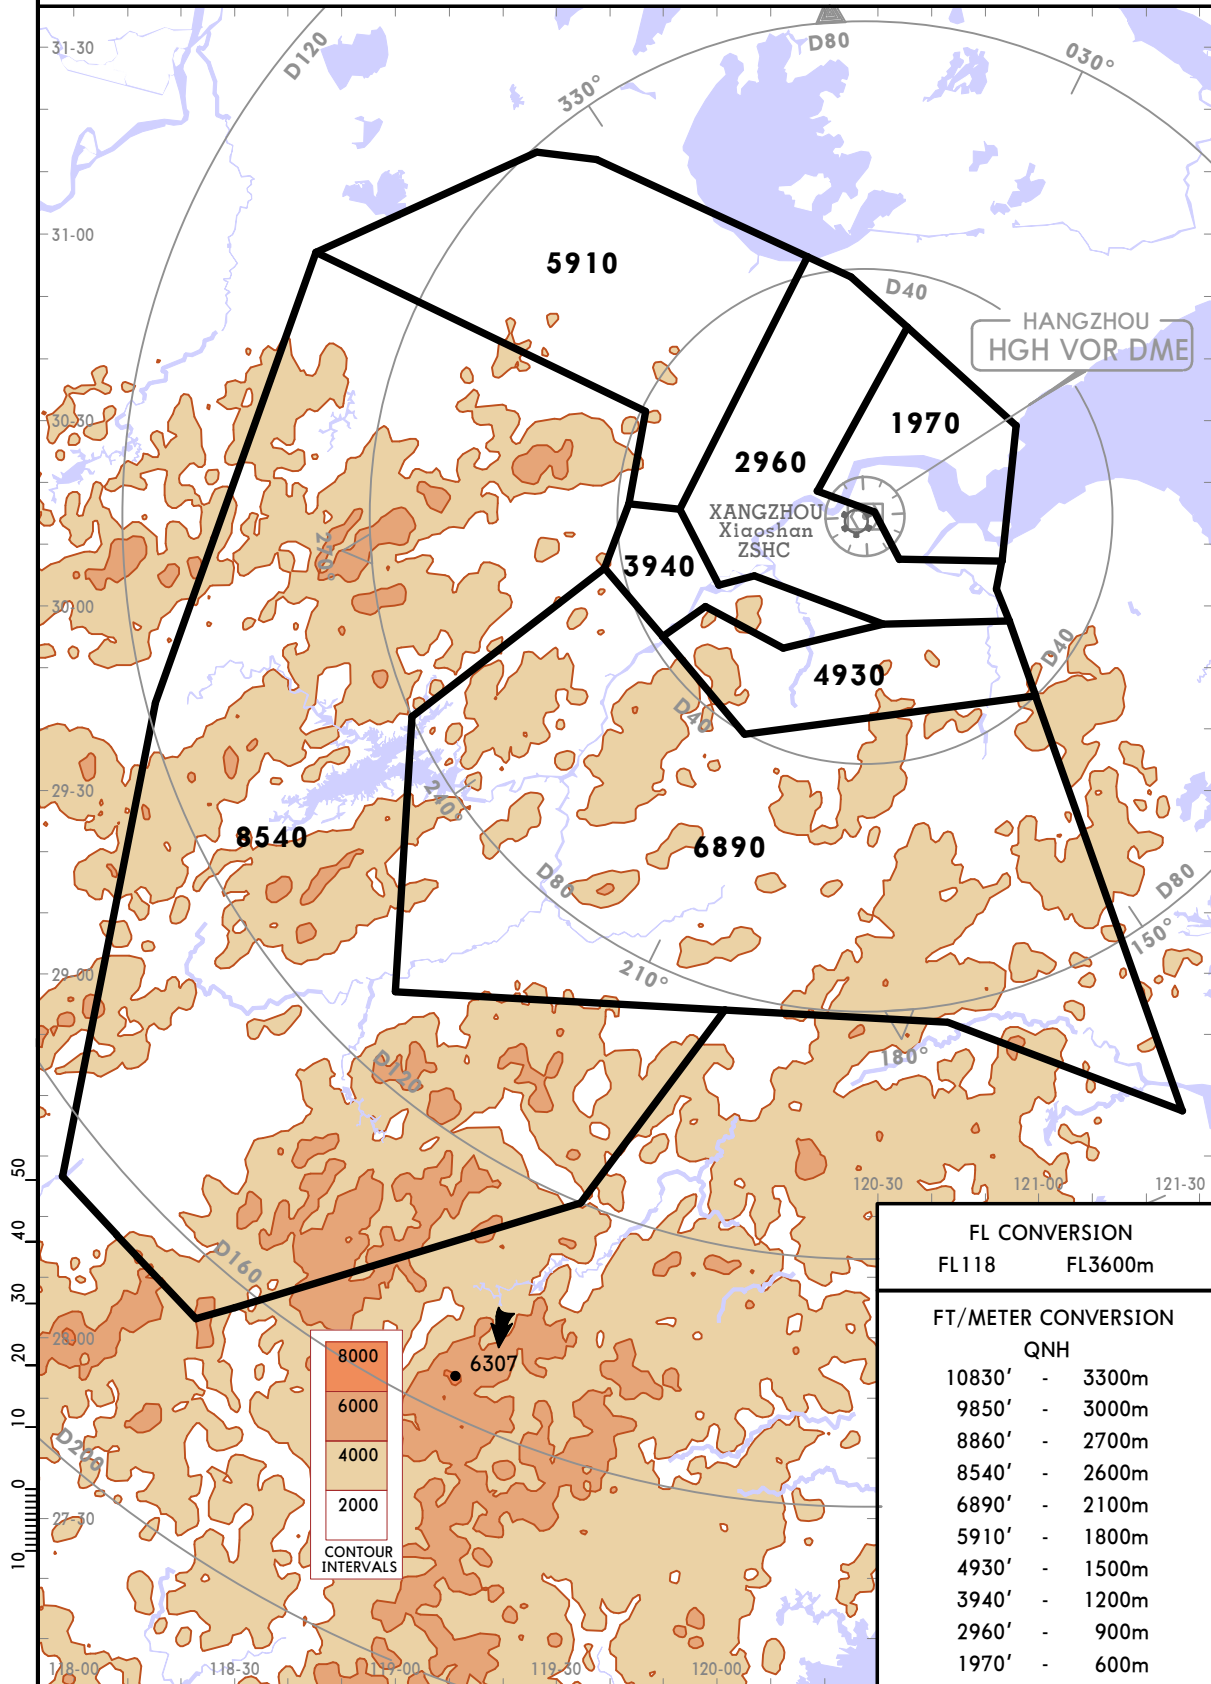 31-30
D120
330°
D80
030°
31-00
5910
D40
HANGZHOU
HGH VOR DME
30-30
1970
2960
XANGZHOU
Xiaoshan
ZSHC
270°
3940
30-00
D40
4930
D40
29-30
240°
8540
6890
D80
D80
150°
210°
29-00
180°
D120
50
120-30
121-00
121-30
40
D160
30
28-00
20
6307
8000
6000
4000
2000
CONTOUR
INTERVALS
10
D200
0
27-30
10
118-00
118-30
119-00
119-30
120-00
FL CONVERSION
FL118 FL3600m
FT/METER CONVERSION
QNH
10830' - 3300m
9850' - 3000m
8860' - 2700m
8540' - 2600m
6890' - 2100m
5910' - 1800m
4930' - 1500m
3940' - 1200m
2960' - 900m
1970' - 600m